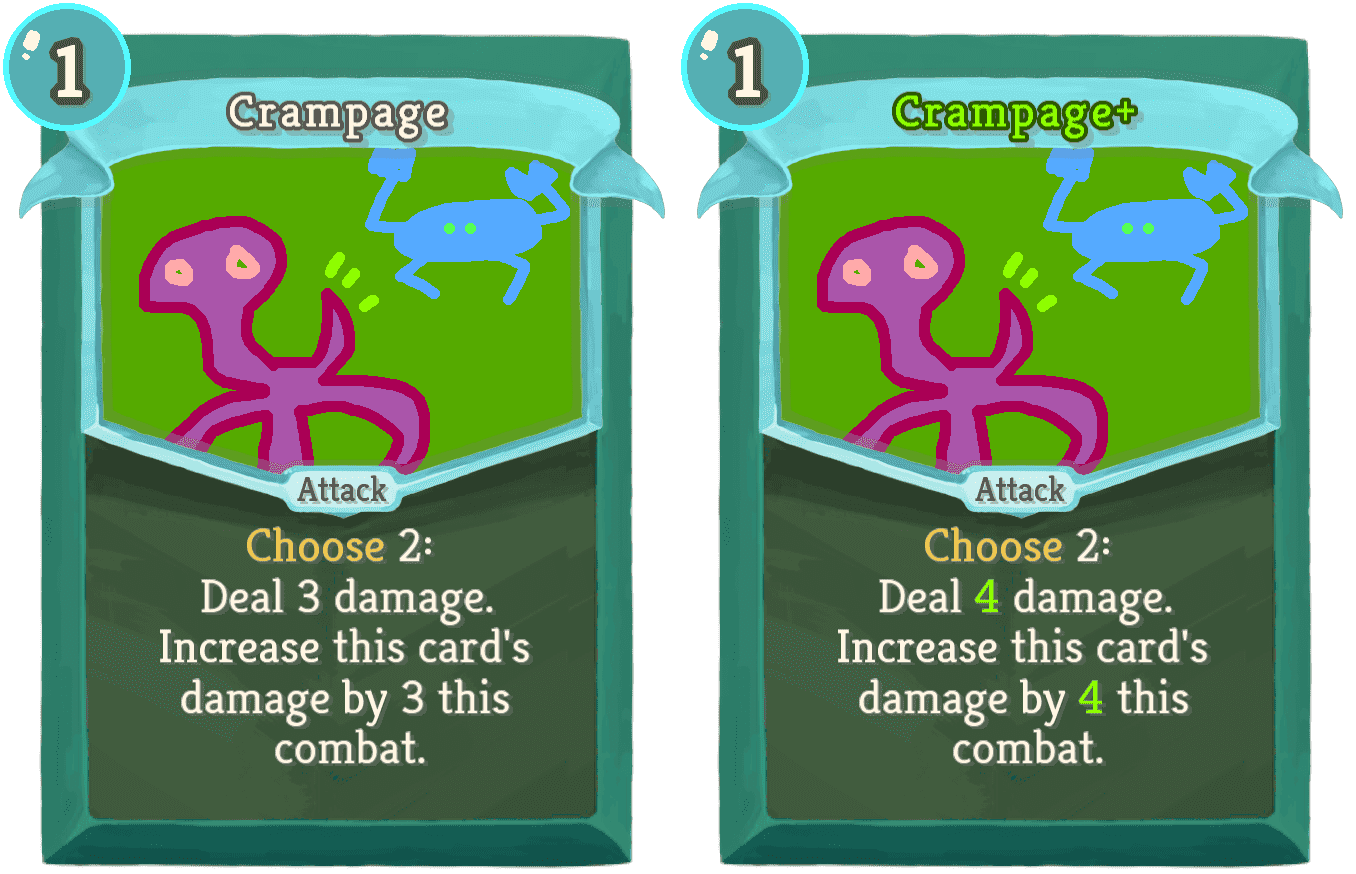 1
Crampage
Attack
Choose 2:
Deal 3 damage.
Increase this card's
damage by 3 this
combat.
1
Crampage+
Attack
Choose 2:
Deal 4 damage.
Increase this card's
damage by 4 this
combat.